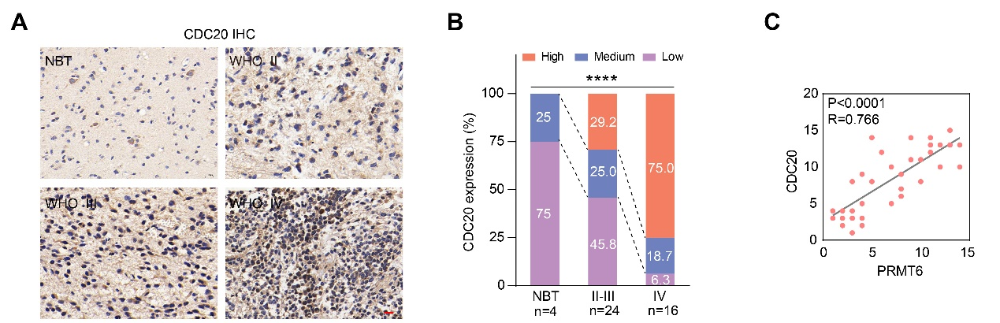 A
CDC20 IHC
NBT
WHO II
WHO III
WHO IV
B
High
Medium
Low
****
CDC20 expression (%)
100
75
50
25
0
25
75
29.2
25.0
45.8
75.0
18.7
6.3
NBT
n=4
II-III
n=24
IV
n=16
C
P<0.0001
R=0.766
CDC20
20
15
10
5
0
0
5
10
15
PRMT6